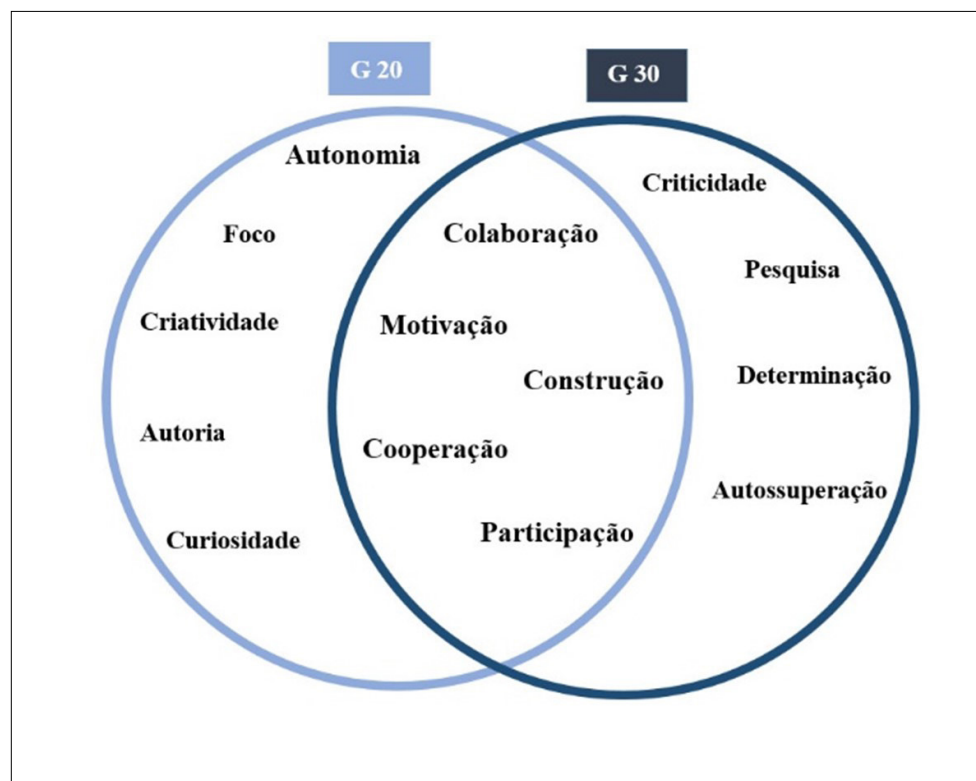 G 20
G 30
Autonomia
Criticidade
Foco
Colaboração
Pesquisa
Criatividade
Motivação
Construção
Determinação
Autoria
Cooperação
Autossuperação
Curiosidade
Participação